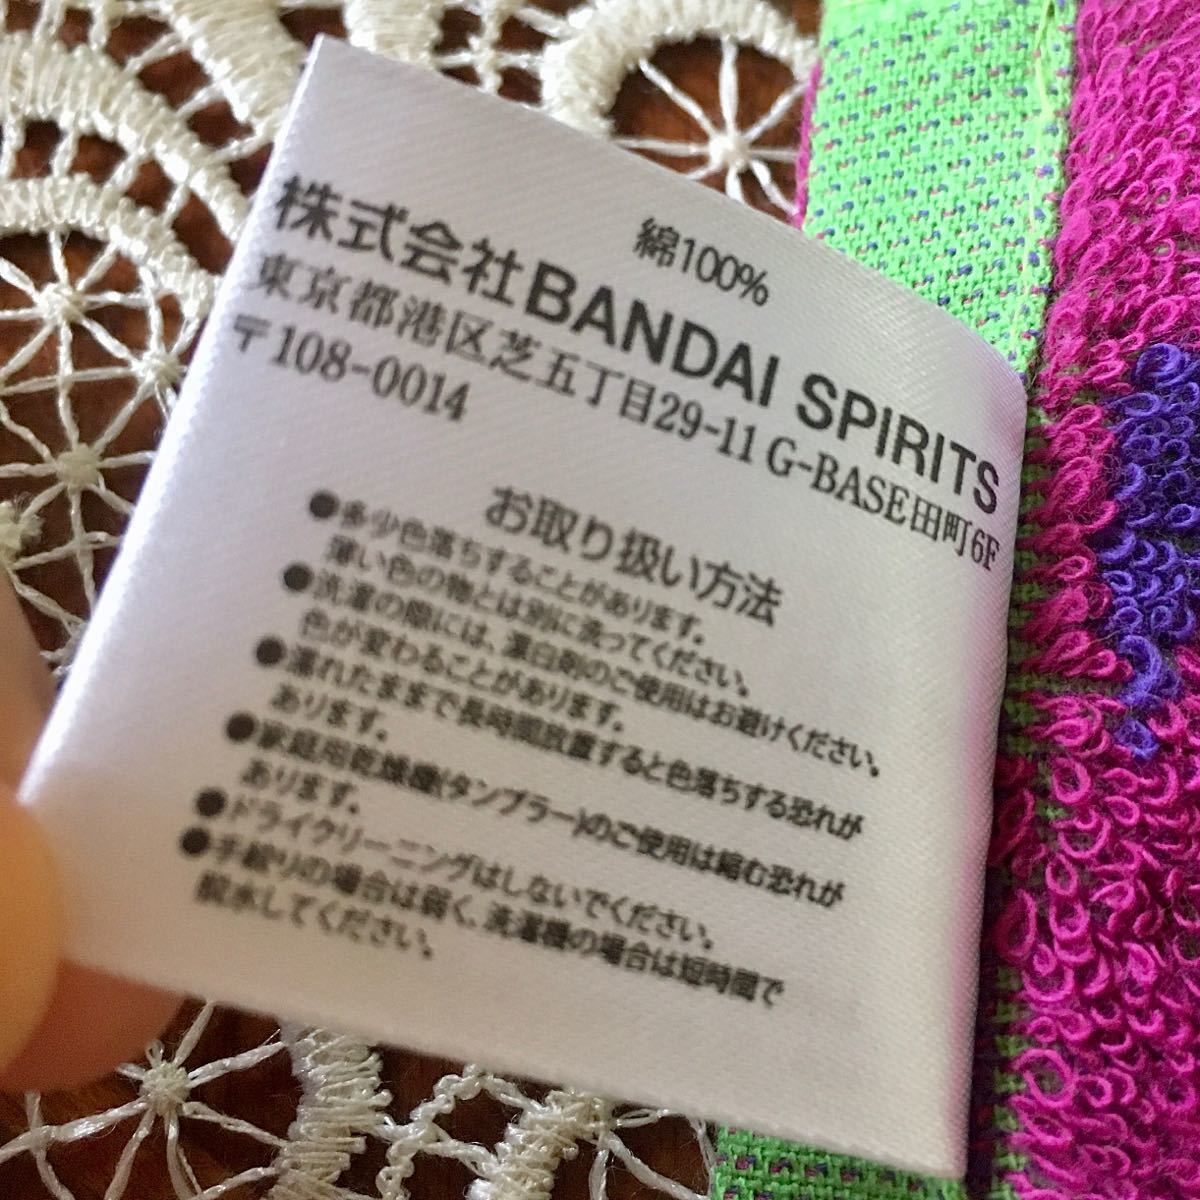 綿100%
株式会社BANDAI SPIRITS
東京都港区芝五丁目29-11 G-BASE田町6F
〒108-0014
お取り扱い方法
●多少色落ちすることがあります。
薄い色の物とは別に洗ってください。
●洗濯の際には、漂白剤のご使用はお避けください。
色が変わることがあります。
●濡れたままで長時間放置すると色落ちする恐れが
あります。
●家庭用乾燥機(タンブラー)のご使用は縮む恐れが
あります。
●ドライクリーニングはしないでください。
●手絞りの場合は弱く、洗濯機の場合は短時間で
脱水してください。